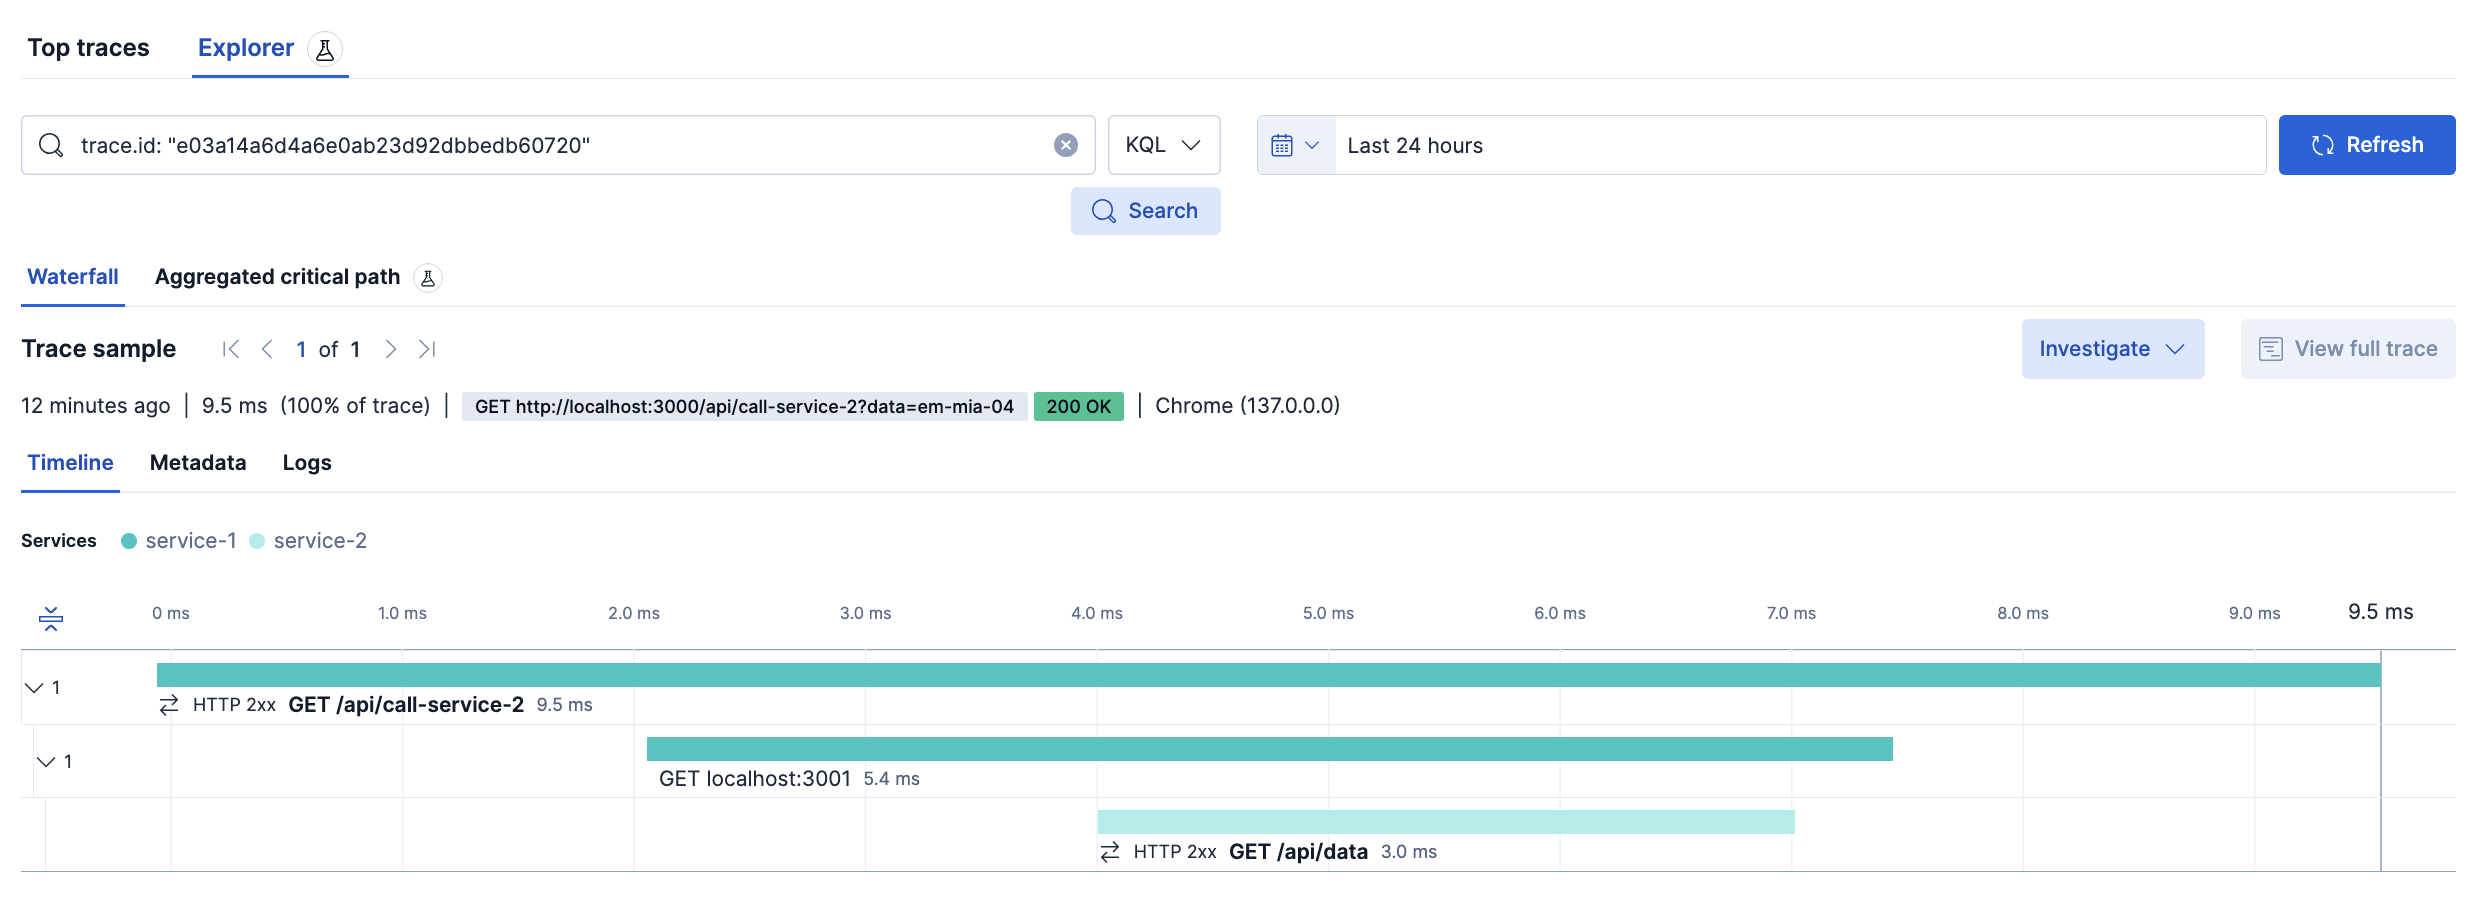 Top traces Explorer
trace.id: "e03a14a6d4a6e0ab23d92dbbedb60720" KQL Last 24 hours Refresh
Search
Waterfall Aggregated critical path
Trace sample 1 of 1 Investigate View full trace
12 minutes ago | 9.5 ms (100% of trace) | GET http://localhost:3000/api/call-service-2?data=em-mia-04 200 OK | Chrome (137.0.0.0)
Timeline Metadata Logs
Services service-1 service-2
0 ms 1.0 ms 2.0 ms 3.0 ms 4.0 ms 5.0 ms 6.0 ms 7.0 ms 8.0 ms 9.0 ms 9.5 ms
1
HTTP 2xx GET /api/call-service-2 9.5 ms
1
GET localhost:3001 5.4 ms
HTTP 2xx GET /api/data 3.0 ms